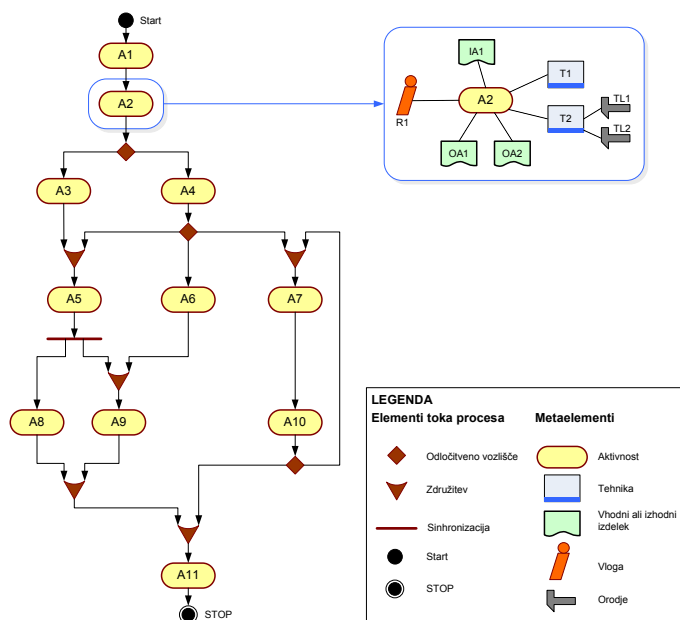 Start
A1
A2
A3
A4
A5
A6
A7
A8
A9
A10
A11
STOP
IA1
T1
A2
R1
T2
TL1
TL2
OA1
OA2
LEGENDA
Elementi toka procesa
Metaelementi
Odločitveno vozlišče
Aktivnost
Združitev
Tehnika
Sinhronizacija
Vhodni ali izhodni
izdelek
Start
Vloga
STOP
Orodje